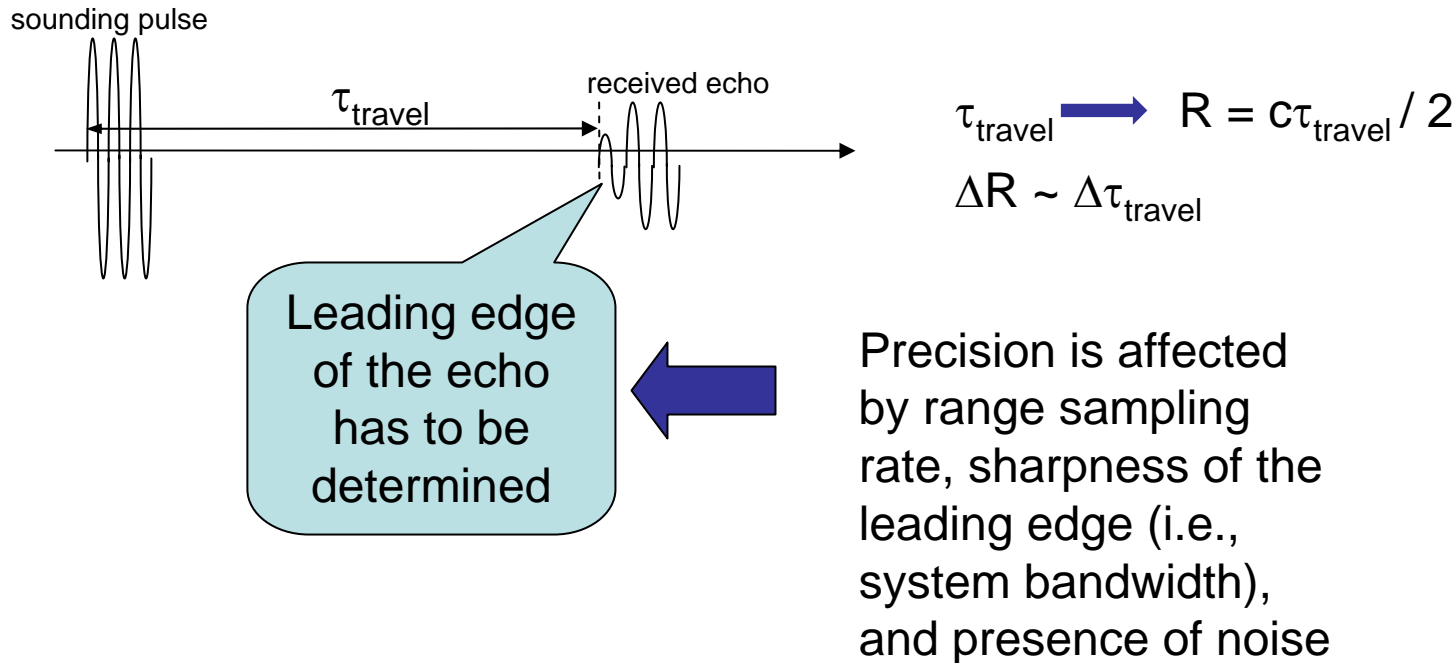 sounding pulse
τtravel
received echo
τtravel R = cτtravel / 2
ΔR ~ Δτtravel
Leading edge
of the echo
has to be
determined
Precision is affected
by range sampling
rate, sharpness of the
leading edge (i.e.,
system bandwidth),
and presence of noise